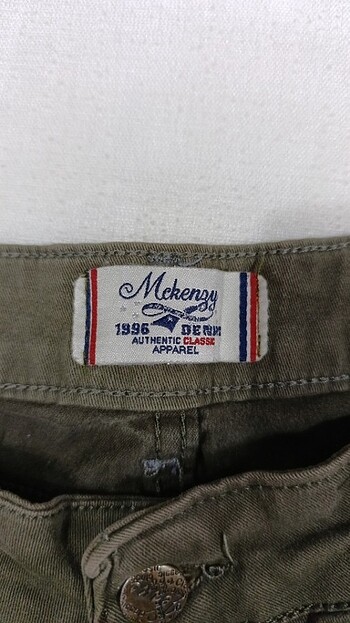 Mckenzy
1996 DENIM
AUTHENTIC CLASSIC
APPAREL